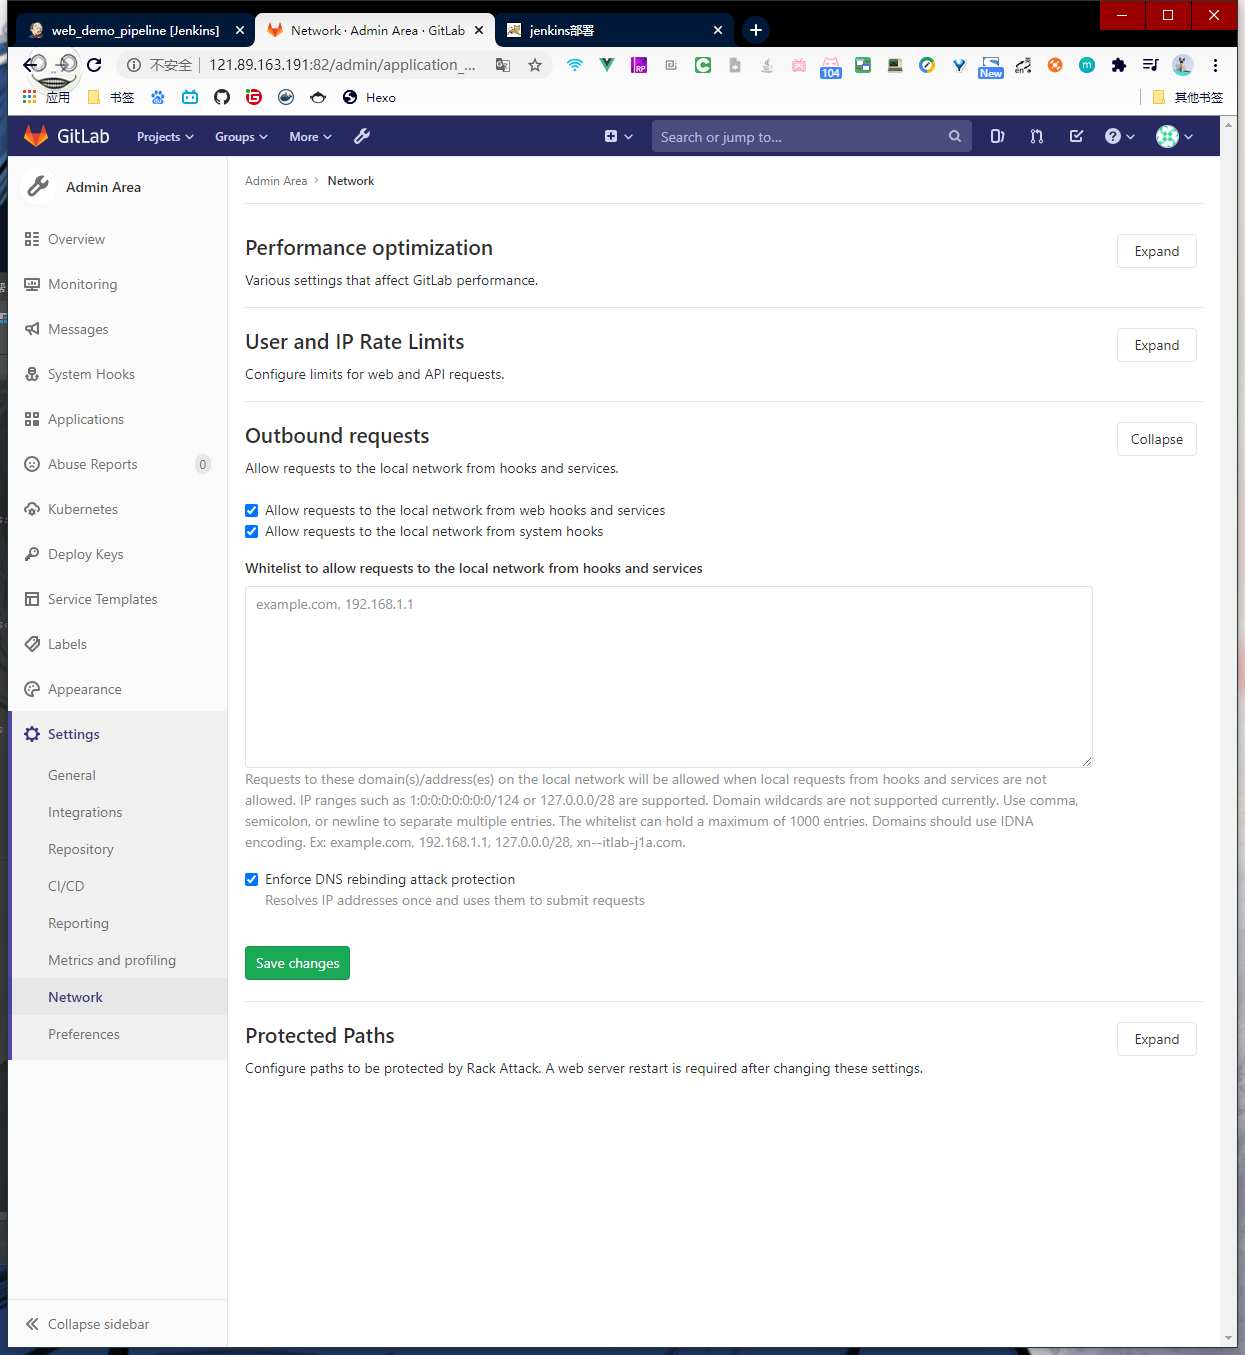 web_demo_pipeline [Jenkins]
Network · Admin Area · GitLab
jenkins部署
不安全
121.89.163.191:82/admin/application_...
104
New
en
RP
应用
书签
Hexo
其他书签
GitLab
Projects
Groups
More
Search or jump to...
Admin Area
Admin Area > Network
Overview
Monitoring
Messages
System Hooks
Applications
Abuse Reports 0
Kubernetes
Deploy Keys
Service Templates
Labels
Appearance
Settings
General
Integrations
Repository
CI/CD
Reporting
Metrics and profiling
Network
Preferences
Collapse sidebar
Performance optimization
Expand
Various settings that affect GitLab performance.
User and IP Rate Limits
Expand
Configure limits for web and API requests.
Outbound requests
Collapse
Allow requests to the local network from hooks and services.
Allow requests to the local network from web hooks and services
Allow requests to the local network from system hooks
Whitelist to allow requests to the local network from hooks and services
example.com, 192.168.1.1
Requests to these domain(s)/address(es) on the local network will be allowed when local requests from hooks and services are not
allowed. IP ranges such as 1:0:0:0:0:0:0:0/124 or 127.0.0.0/28 are supported. Domain wildcards are not supported currently. Use comma,
semicolon, or newline to separate multiple entries. The whitelist can hold a maximum of 1000 entries. Domains should use IDNA
encoding. Ex: example.com, 192.168.1.1, 127.0.0.0/28, xn--itlab-j1a.com.
Enforce DNS rebinding attack protection
Resolves IP addresses once and uses them to submit requests
Save changes
Protected Paths
Expand
Configure paths to be protected by Rack Attack. A web server restart is required after changing these settings.